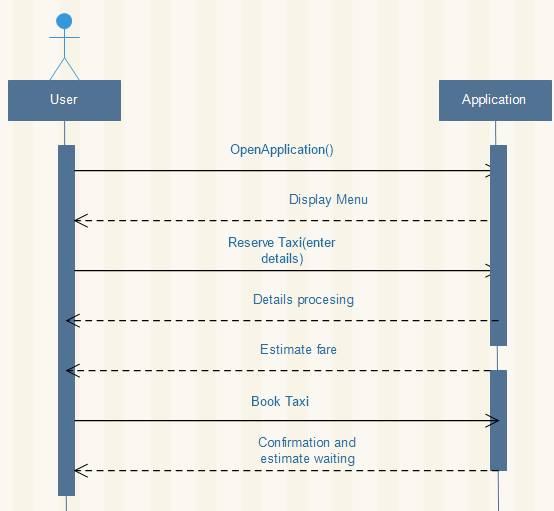 User
Application
OpenApplication()
Display Menu
Reserve Taxi(enter
details)
Details procesing
Estimate fare
Book Taxi
Confirmation and
estimate waiting